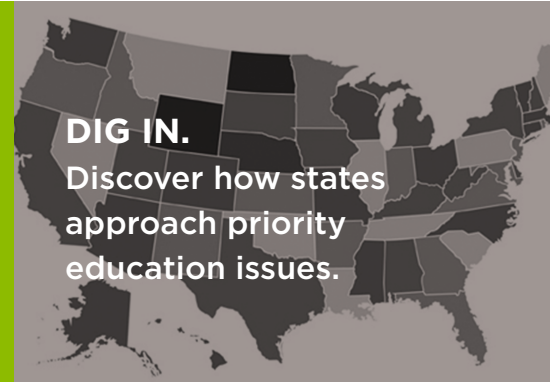 DIG IN.
Discover how states
approach priority
education issues.